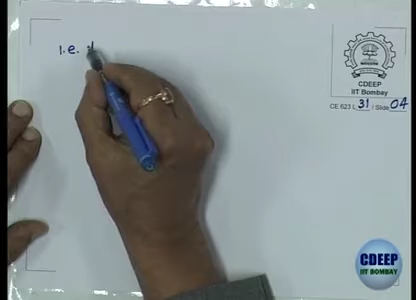 i.e.
CDEEP
IIT Bombay
CE 623 L 31 / Slide 04
CDEEP
IIT BOMBAY